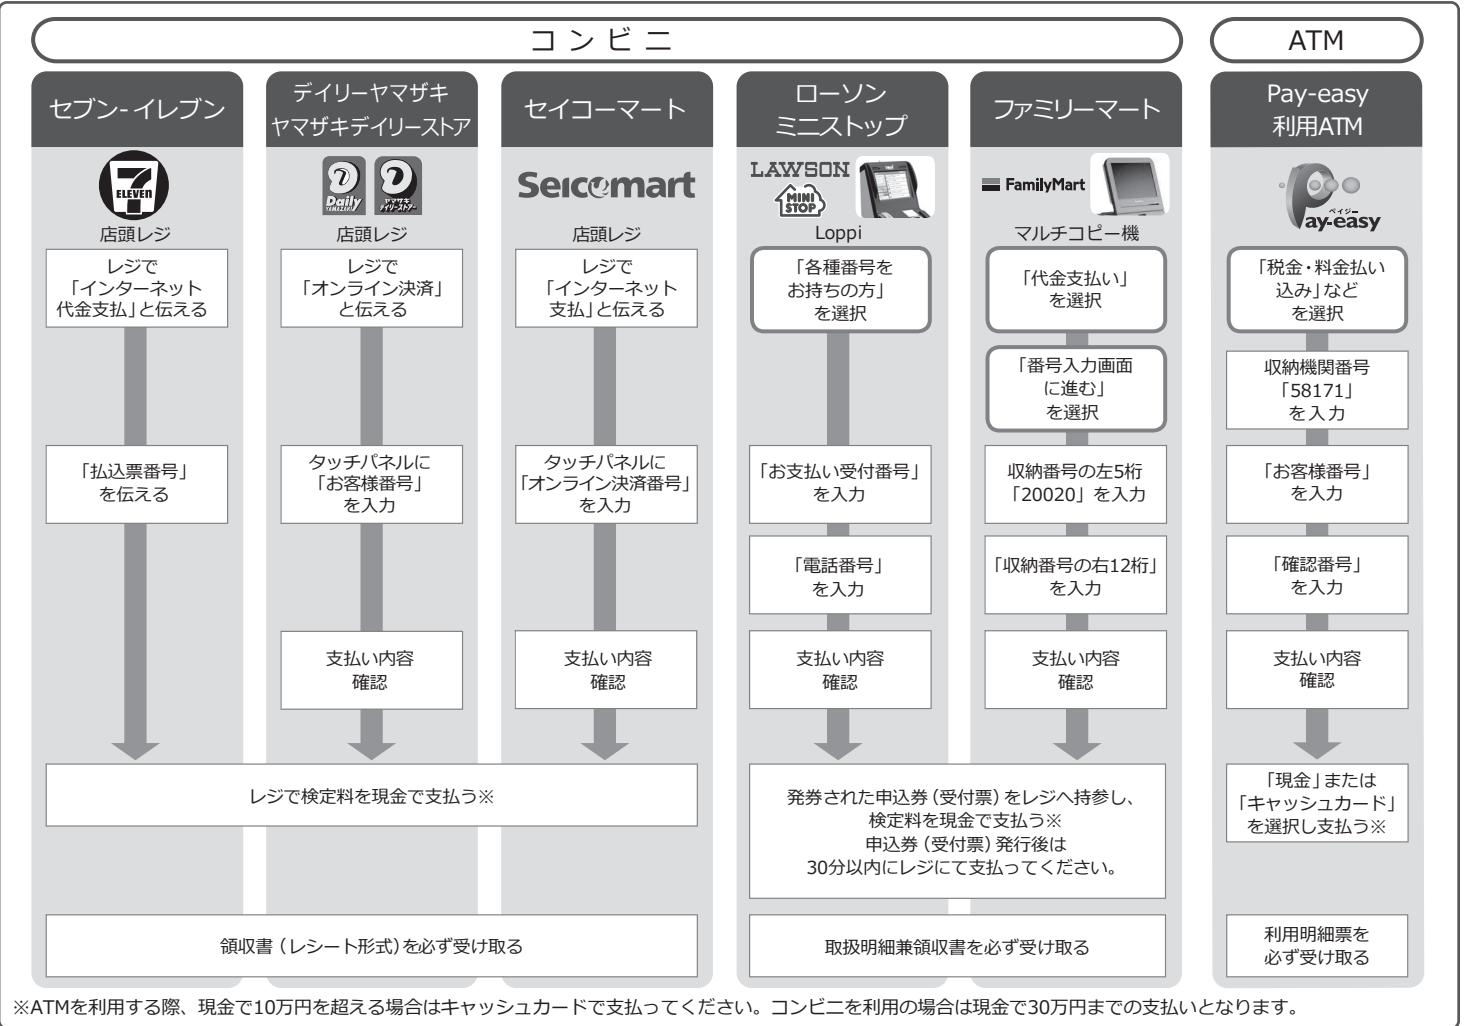 コンビニ
ATM
セブン-イレブン
デイリーヤマザキ
ヤマザキデイリーストア
セイコーマート
ローソン
ミニストップ
ファミリーマート
Pay-easy
利用ATM
7
ELEVEN
Daily
YAMAZAKI
ヤマザキ
デイリーストアー
Seicomart
LAWSON
MINI
STOP
FamilyMart
ペイジー
Pay-easy
店頭レジ
店頭レジ
店頭レジ
Loppi
マルチコピー機
レジで
「インターネット
代金支払」と伝える
レジで
「オンライン決済」
と伝える
レジで
「インターネット
支払」と伝える
「各種番号を
お持ちの方」
を選択
「代金支払い」
を選択
「税金・料金払い
込み」など
を選択
「番号入力画面
に進む」
を選択
収納機関番号
「58171」
を入力
「払込票番号」
を伝える
タッチパネルに
「お客様番号」
を入力
タッチパネルに
「オンライン決済番号」
を入力
「お支払い受付番号」
を入力
収納番号の左5桁
「20020」を入力
「お客様番号」
を入力
「電話番号」
を入力
「収納番号の右12桁」
を入力
「確認番号」
を入力
支払い内容
確認
支払い内容
確認
支払い内容
確認
支払い内容
確認
支払い内容
確認
レジで検定料を現金で支払う※
発券された申込券（受付票）をレジへ持参し、
検定料を現金で支払う※
申込券（受付票）発行後は
30分以内にレジにて支払ってください。
「現金」または
「キャッシュカード」
を選択し支払う※
領収書（レシート形式）を必ず受け取る
取扱明細兼領収書を必ず受け取る
利用明細票を
必ず受け取る
※ATMを利用する際、現金で10万円を超える場合はキャッシュカードで支払ってください。コンビニを利用の場合は現金で30万円までの支払いとなります。